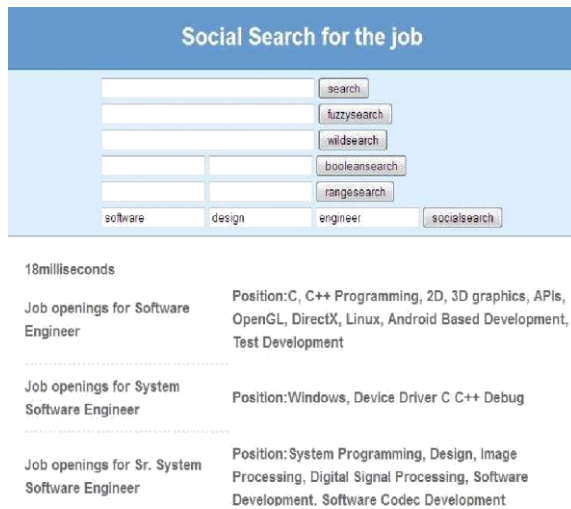 Social Search for the job
search
fuzzysearch
wildsearch
booleansearch
rangesearch
software design engineer socialsearch
18milliseconds
Job openings for Software
Engineer
Position:C, C++ Programming, 2D, 3D graphics, APIs,
OpenGL, DirectX, Linux, Android Based Development,
Test Development
Job openings for System
Software Engineer
Position:Windows, Device Driver C C++ Debug
Job openings for Sr. System
Software Engineer
Position:System Programming, Design, Image
Processing, Digital Signal Processing, Software
Development, Software Codec Development